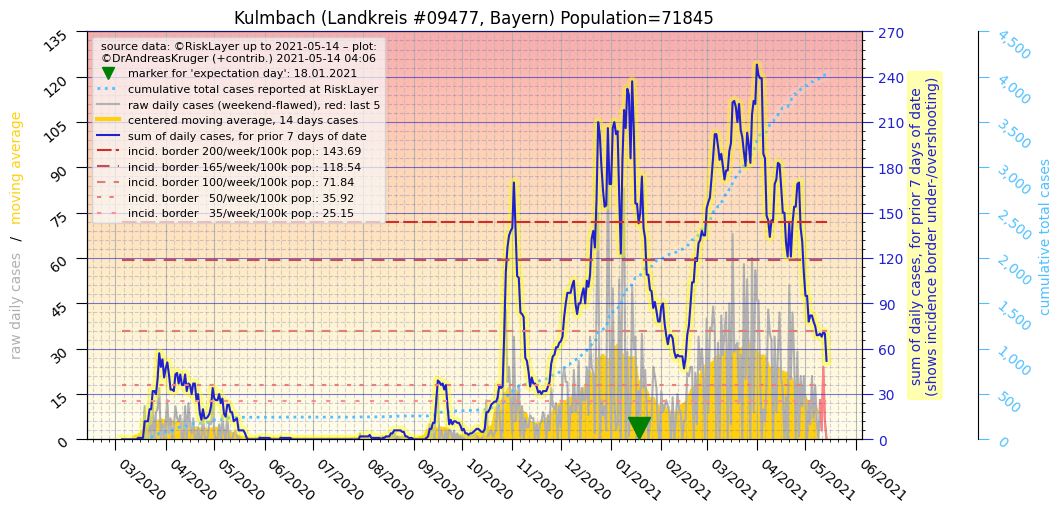 Kulmbach (Landkreis #09477, Bayern) Population=71845
source data: ©RiskLayer up to 2021-05-14 – plot:
©DrAndreasKruger (+contrib.) 2021-05-14 04:06
marker for 'expectation day': 18.01.2021
cumulative total cases reported at RiskLayer
raw daily cases (weekend-flawed), red: last 5
centered moving average, 14 days cases
sum of daily cases, for prior 7 days of date
incid. border 200/week/100k pop.: 143.69
incid. border 165/week/100k pop.: 118.54
incid. border 100/week/100k pop.: 71.84
incid. border   50/week/100k pop.: 35.92
incid. border   35/week/100k pop.: 25.15
raw daily cases  /  moving average
135
120
105
90
75
60
45
30
15
0
03/2020
04/2020
05/2020
06/2020
07/2020
08/2020
09/2020
10/2020
11/2020
12/2020
01/2021
02/2021
03/2021
04/2021
05/2021
06/2021
270
240
210
180
150
120
90
60
30
0
sum of daily cases, for prior 7 days of date
(shows incidence border under-/overshooting)
4,500
4,000
3,500
3,000
2,500
2,000
1,500
1,000
500
0
cumulative total cases